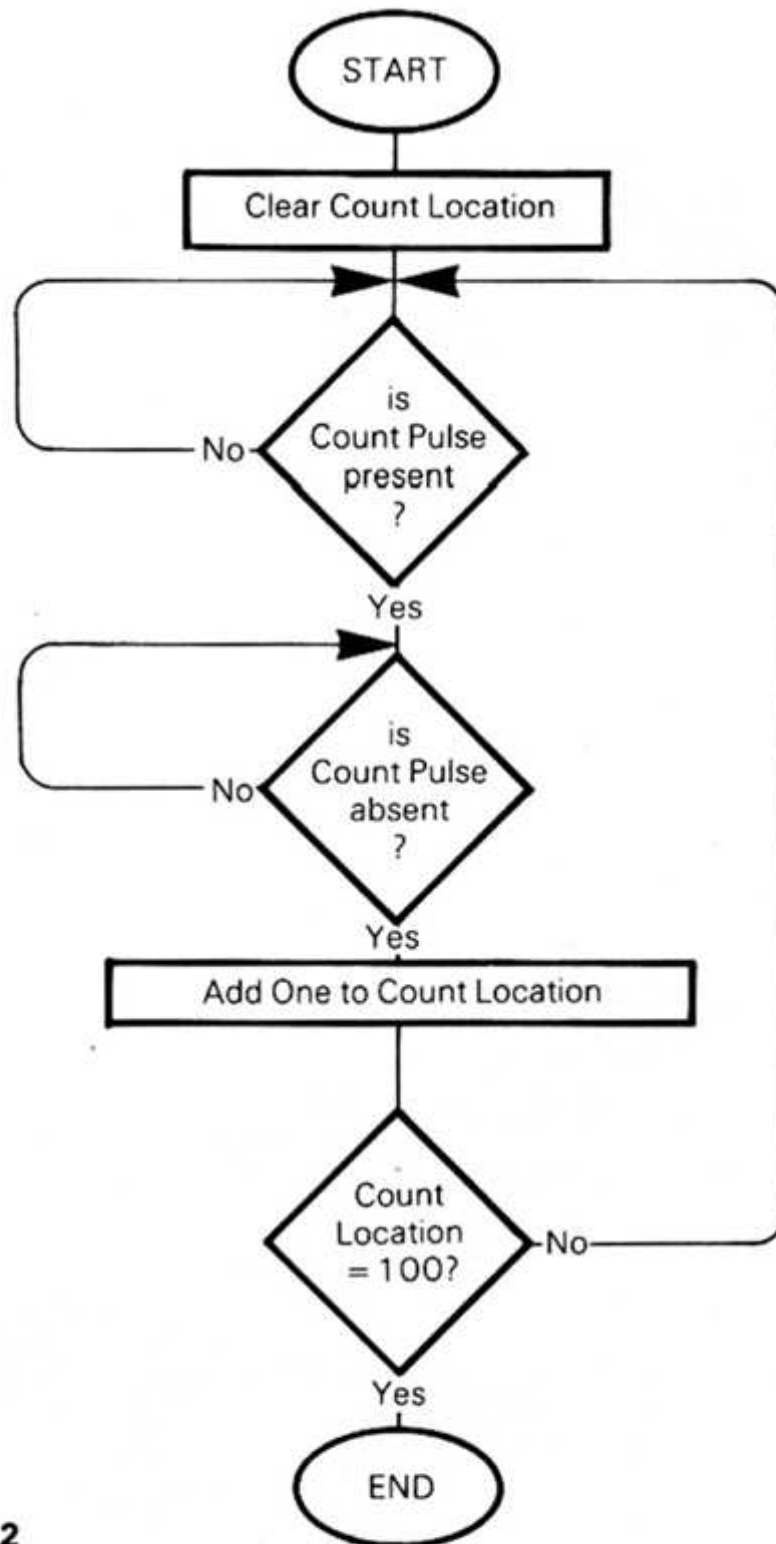 START
Clear Count Location
is
Count Pulse
present
?
No
Yes
is
Count Pulse
absent
?
No
Yes
Add One to Count Location
Count
Location
= 100?
No
Yes
END
2